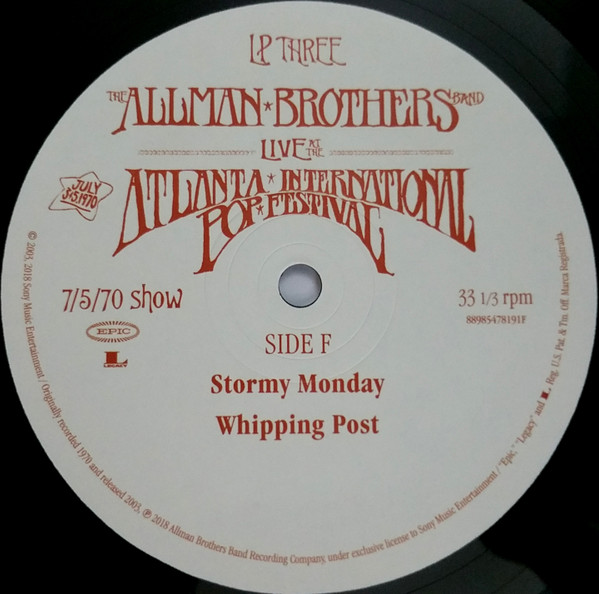 LP THREE
THE ALLMAN★BROTHERS BAND
LIVE AT THE
ATLANTA★INTERNATIONAL
POP★FESTIVAL
JULY
3&5,1970
7/5/70 show
33 1/3 rpm
88985478191F
EPIC
L
LEGACY
SIDE F
Stormy Monday
Whipping Post
© 2003, 2018 Sony Music Entertainment / Originally recorded 1970 and released 2003, ℗ 2018 Allman Brothers Band Recording Company, under exclusive license to Sony Music Entertainment / "Epic," "Legacy" and L, Reg. U.S. Pat. & Tm. Off. Marca Registrada.